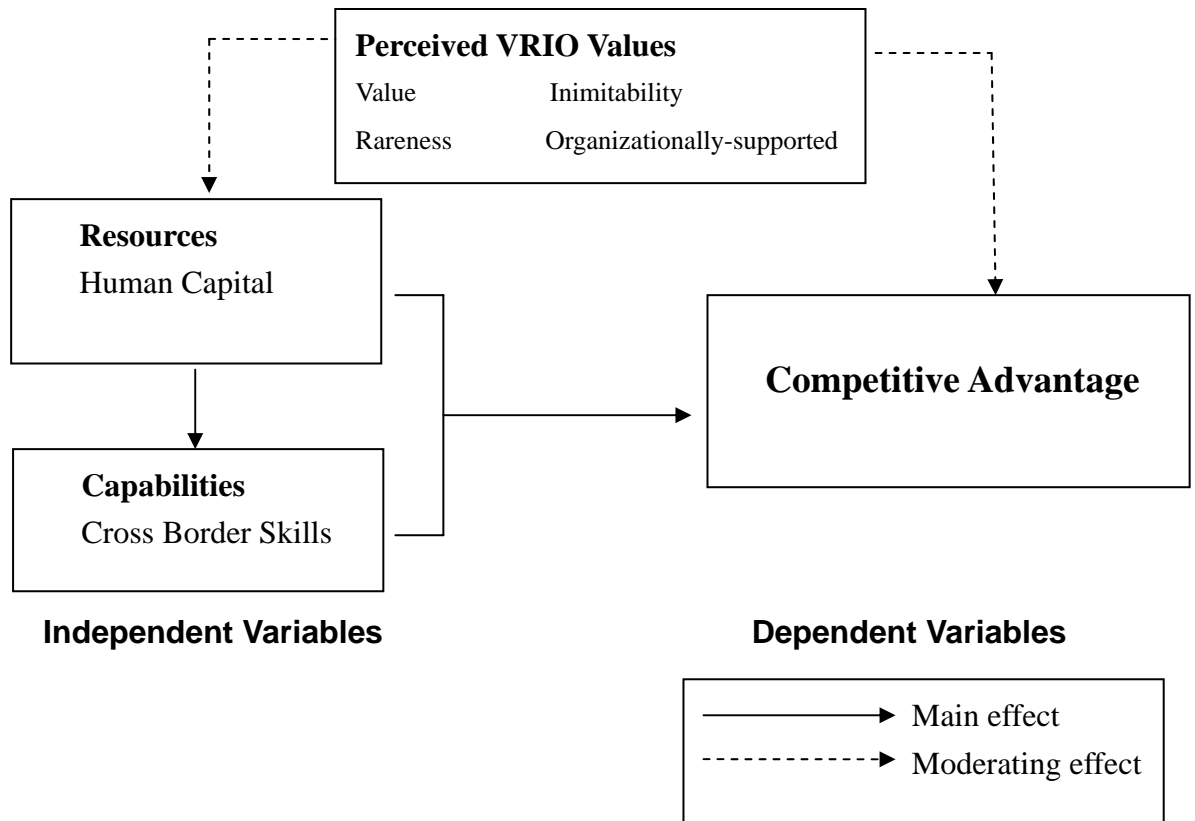 Perceived VRIO Values
Value Inimitability
Rareness Organizationally-supported
Resources
Human Capital
Competitive Advantage
Capabilities
Cross Border Skills
Independent Variables Dependent Variables
Main effect
Moderating effect